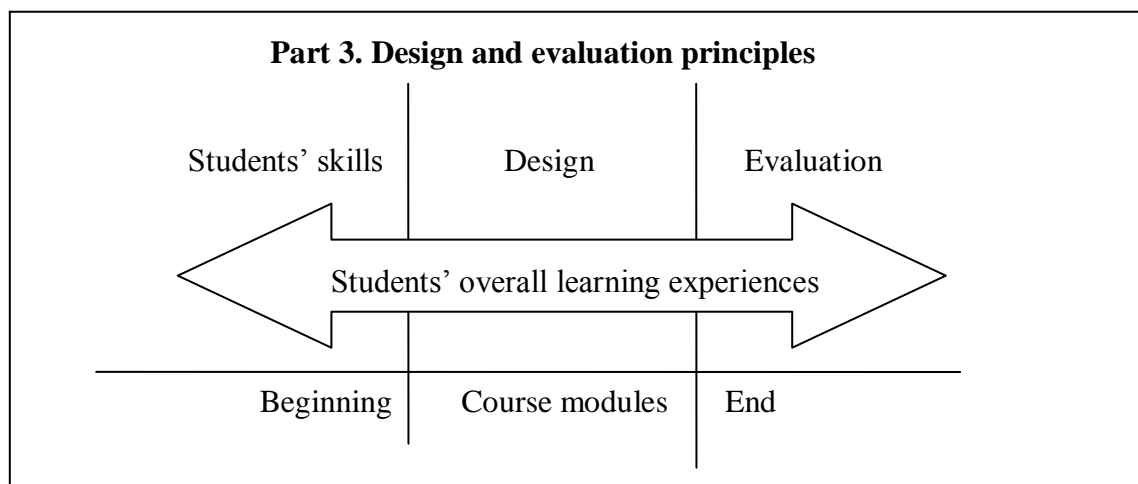 Part 3. Design and evaluation principles
Students’ skills
Design
Evaluation
Students’ overall learning experiences
Beginning
Course modules
End